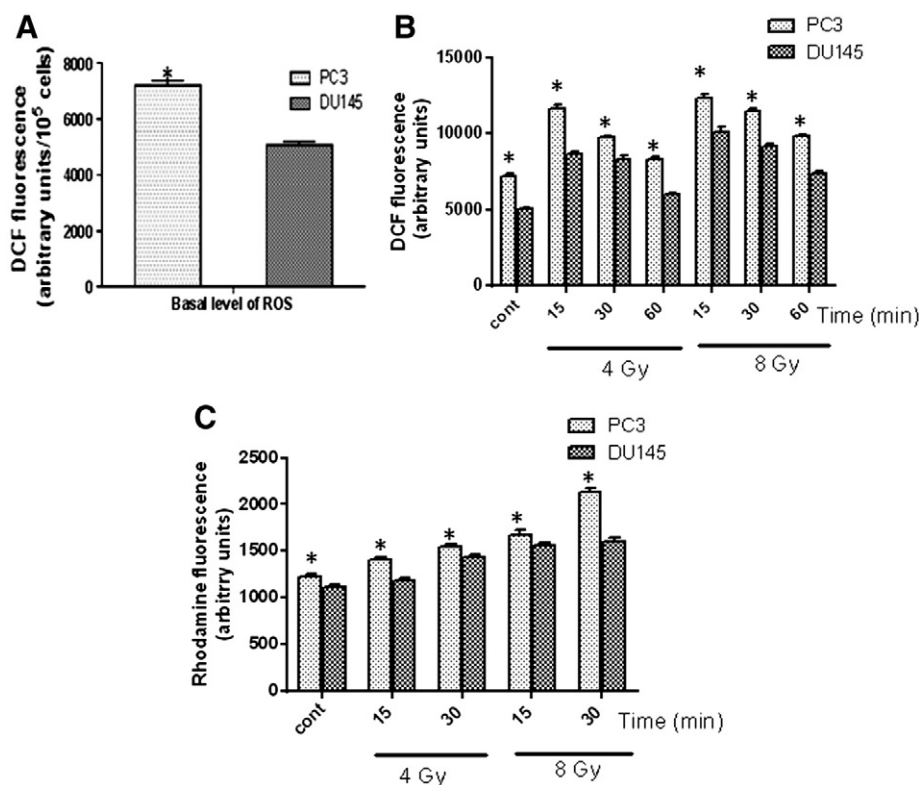 A
DCF fluorescence
(arbitrary units/10⁵ cells)
8000
6000
4000
2000
0
*
PC3
DU145
Basal level of ROS
B
DCF fluorescence
(arbitrary units)
15000
10000
5000
0
PC3
DU145
* * * * * * *
cont 15 30 60 15 30 60 Time (min)
4 Gy 8 Gy
C
Rhodamine fluorescence
(arbitrry units)
2500
2000
1500
1000
500
0
PC3
DU145
* * * * *
cont 15 30 15 30 Time (min)
4 Gy 8 Gy